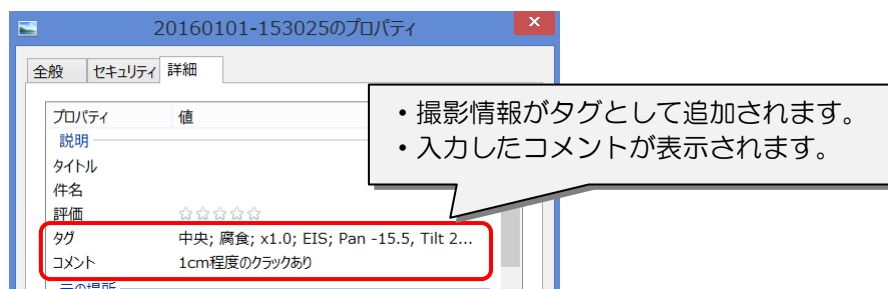 20160101-153025のプロパティ
×
全般 セキュリティ 詳細
・撮影情報がタグとして追加されます。
・入力したコメントが表示されます。
プロパティ 値
説明
タイトル
件名
評価 ☆☆☆☆☆
タグ 中央; 腐食; x1.0; EIS; Pan -15.5, Tilt 2...
コメント 1cm程度のクラックあり
元の場所